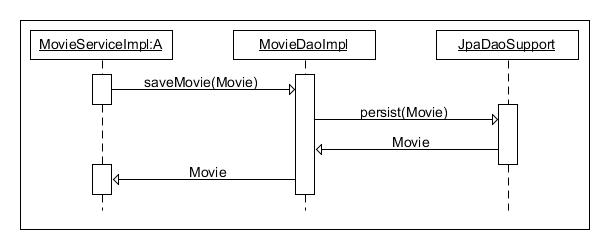 MovieServiceImpl:A
MovieDaoImpl
JpaDaoSupport
saveMovie(Movie)
persist(Movie)
Movie
Movie